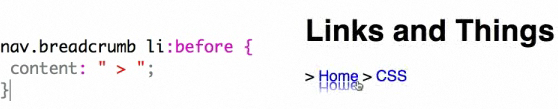 nav.breadcrumb li:before {
content: " > ";
}
Links and Things
> Home > CSS